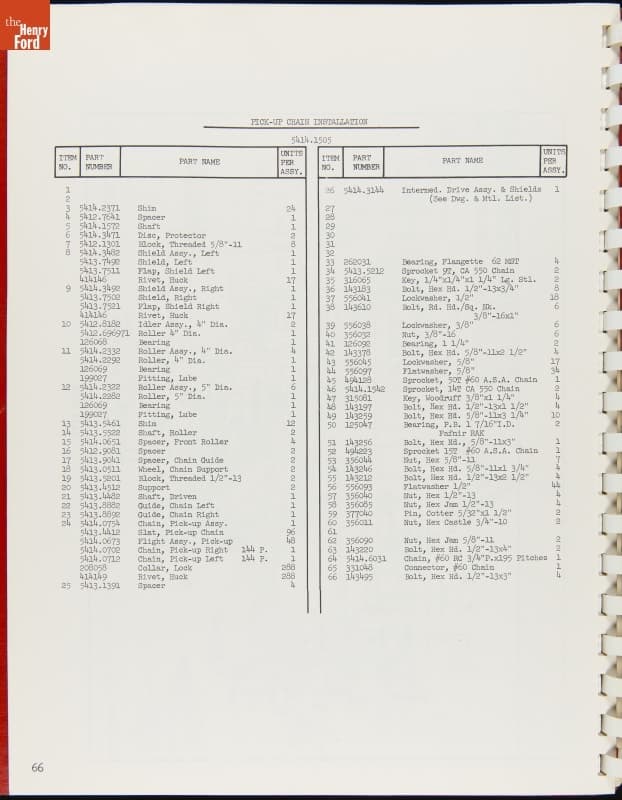 the
Henry
Ford
PICK-UP CHAIN INSTALLATION
5414.1505
ITEM NO. PART NUMBER PART NAME UNITS PER ASSY.
1
2
3 5414.2371 Shim 24
4 5412.7641 Spacer 1
5 5414.1572 Shaft 1
6 5414.3471 Disc, Protector 2
7 5412.1301 Block, Threaded 5/8"-11 8
8 5414.3482 Shield Assy., Left 1
5413.7492 Shield, Left 1
5413.7511 Flap, Shield Left 1
414146 Rivet, Huck 17
9 5414.3492 Shield Assy., Right 1
5413.7502 Shield, Right 1
5413.7521 Flap, Shield Right 1
414146 Rivet, Huck 17
10 5412.8182 Idler Assy., 4" Dia. 2
5412.696971 Roller 4" Dia. 1
126068 Bearing 1
11 5414.2332 Roller Assy., 4" Dia. 4
5414.2292 Roller, 4" Dia. 1
126069 Bearing 1
199027 Fitting, Lube 1
12 5414.2322 Roller Assy., 5" Dia. 6
5414.2282 Roller, 5" Dia. 1
126069 Bearing 1
199027 Fitting, Lube 1
13 5413.5461 Shim 12
14 5413.5522 Shaft, Roller 2
15 5414.0651 Spacer, Front Roller 4
16 5412.9081 Spacer 2
17 5413.9041 Spacer, Chain Guide 2
18 5413.0511 Wheel, Chain Support 2
19 5413.5201 Block, Threaded 1/2"-13 2
20 5413.4512 Support 2
21 5413.4482 Shaft, Driven 1
22 5413.8882 Guide, Chain Left 1
23 5413.8892 Guide, Chain Right 1
24 5414.0754 Chain, Pick-up Assy. 1
5413.4412 Slat, Pick-up Chain 96
5414.0673 Flight Assy., Pick-up 48
5414.0702 Chain, Pick-up Right 144 P. 1
5414.0712 Chain, Pick-up Left 144 P. 1
208058 Collar, Lock 288
414149 Rivet, Huck 288
25 5413.1391 Spacer 4
ITEM NO. PART NUMBER PART NAME UNITS PER ASSY.
26 5414.3144 Intermed. Drive Assy. & Shields 1
(See Dwg. & Mtl. List.)
27
28
29
30
31
32
33 262031 Bearing, Flangette 62 MST 4
34 5413.5212 Sprocket 9T, CA 550 Chain 2
35 316065 Key, 1/4"x1/4"x1 1/4" Lg. Stl. 2
36 143183 Bolt, Hex Hd. 1/2"-13x3/4" 8
37 556041 Lockwasher, 1/2" 18
38 143610 Bolt, Rd. Hd./Sq. Nk. 6
3/8"-16x1"
39 556038 Lockwasher, 3/8" 6
40 356032 Nut, 3/8"-16 6
41 126092 Bearing, 1 1/4" 2
42 143378 Bolt, Hex Hd. 5/8"-11x2 1/2" 4
43 556045 Lockwasher, 5/8" 17
44 556097 Flatwasher, 5/8" 34
45 494128 Sprocket, 50T #60 A.S.A. Chain 1
46 5414.1542 Sprocket, 14T CA 550 Chain 2
47 315081 Key, Woodruff 3/8"x1 1/4" 4
48 143197 Bolt, Hex Hd. 1/2"-13x1 1/2" 4
49 143259 Bolt, Hex Hd. 5/8"-11x3 1/4" 10
50 125047 Bearing, P.B. 1 7/16"I.D. 2
Fafnir RAK
51 143256 Bolt, Hex Hd., 5/8"-11x3" 1
52 494223 Sprocket 15T #60 A.S.A. Chain 1
53 356044 Nut, Hex 5/8"-11 7
54 143246 Bolt, Hex Hd. 5/8"-11x1 3/4" 4
55 143212 Bolt, Hex Hd. 1/2"-13x2 1/2" 4
56 556093 Flatwasher 1/2" 44
57 356040 Nut, Hex 1/2"-13 4
58 356085 Nut, Hex Jam 1/2"-13 4
59 377040 Pin, Cotter 5/32"x1 1/2" 2
60 356011 Nut, Hex Castle 3/4"-10 2
61
62 356090 Nut, Hex Jam 5/8"-11 2
63 143220 Bolt, Hex Hd. 1/2"-13x4" 2
64 5414.6031 Chain, #60 RC 3/4"P.x195 Pitches 1
65 331048 Connector, #60 Chain 1
66 143495 Bolt, Hex Hd. 1/2"-13x3" 4
66